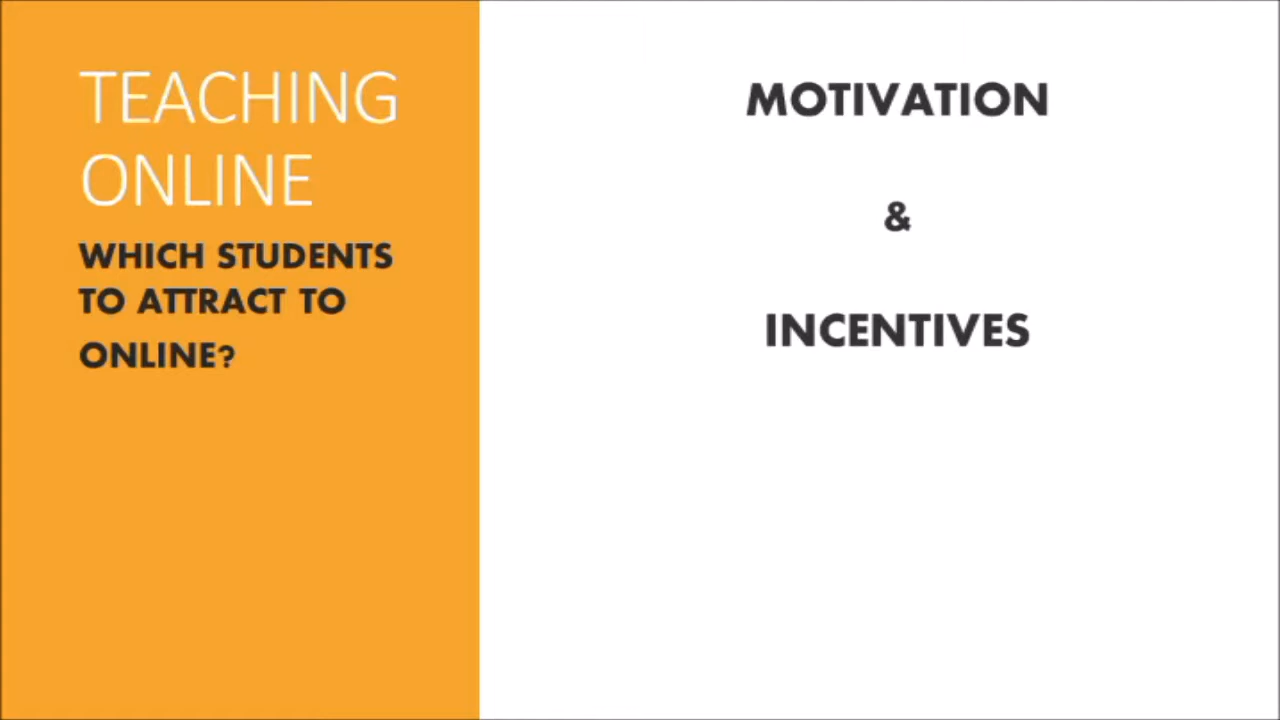 TEACHING
ONLINE
WHICH STUDENTS
TO ATTRACT TO
ONLINE?
MOTIVATION
&
INCENTIVES